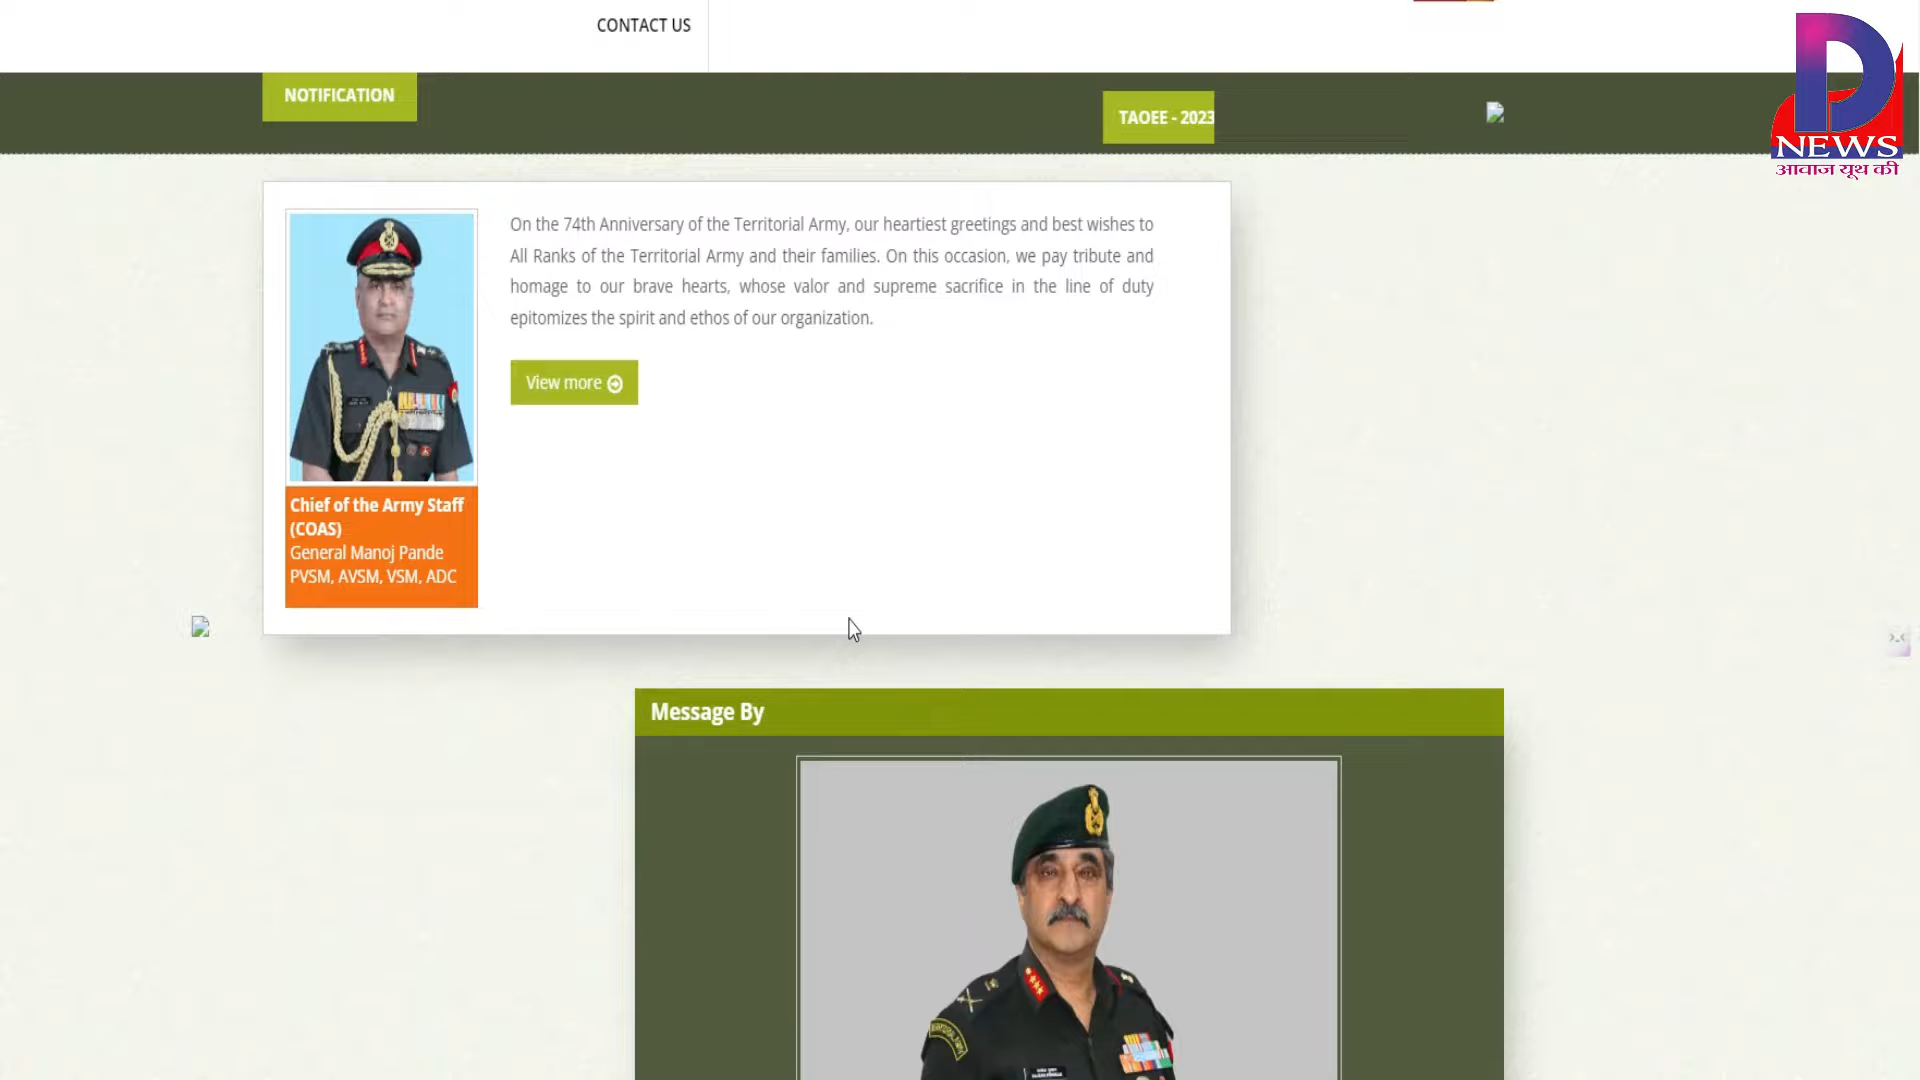 CONTACT US
NOTIFICATION
TAOEE - 2023
NEWS
आवाज यूथ की
On the 74th Anniversary of the Territorial Army, our heartiest greetings and best wishes to
All Ranks of the Territorial Army and their families. On this occasion, we pay tribute and
homage to our brave hearts, whose valor and supreme sacrifice in the line of duty
epitomizes the spirit and ethos of our organization.
View more
Chief of the Army Staff
(COAS)
General Manoj Pande
PVSM, AVSM, VSM, ADC
Message By